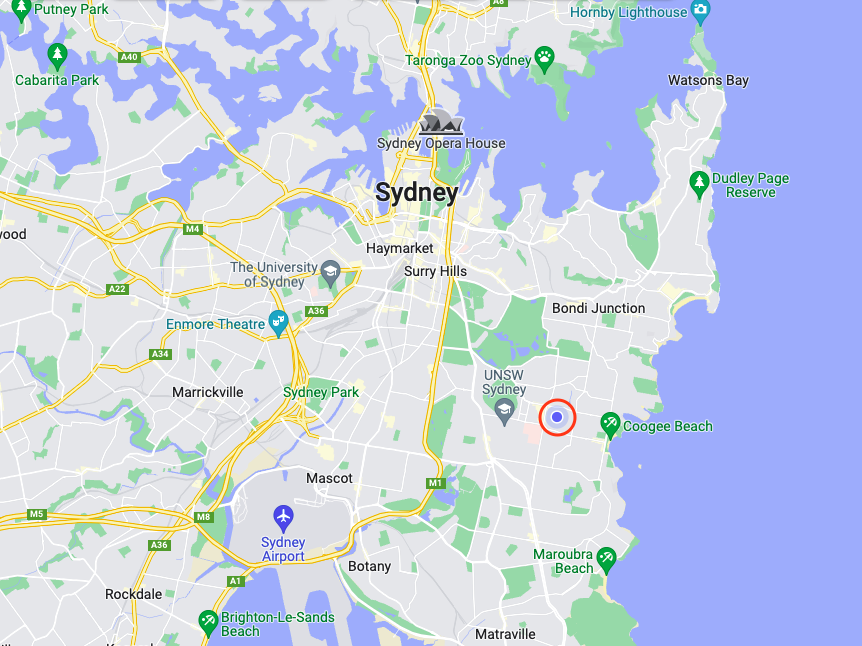 Putney Park
A8
Hornby Lighthouse
A40
Taronga Zoo Sydney
Cabarita Park
Watsons Bay
Sydney Opera House
Dudley Page
Reserve
Sydney
wood
M4
Haymarket
The University
of Sydney
Surry Hills
A22
A36
Bondi Junction
Enmore Theatre
A34
UNSW
Sydney
Marrickville
Sydney Park
Coogee Beach
Mascot
M1
M5
M8
Sydney
Airport
A36
Maroubra
Beach
Botany
A1
Rockdale
Brighton-Le-Sands
Beach
Matraville